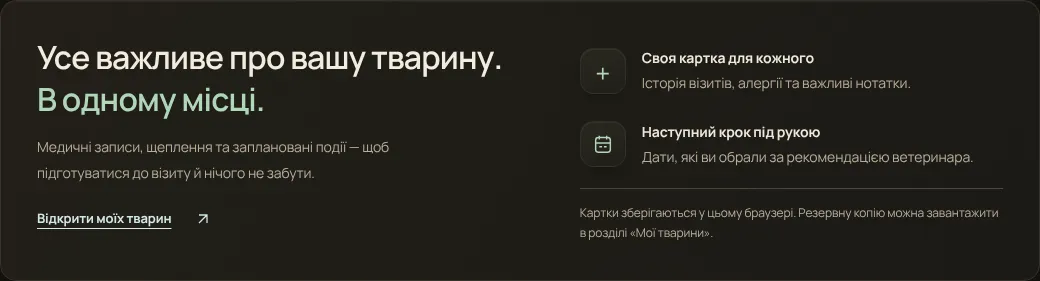 Усе важливе про вашу тварину.
В одному місці.
Медичні записи, щеплення та заплановані події — щоб
підготуватися до візиту й нічого не забути.
Відкрити моїх тварин
Своя картка для кожного
Історія візитів, алергії та важливі нотатки.
Наступний крок під рукою
Дати, які ви обрали за рекомендацією ветеринара.
Картки зберігаються у цьому браузері. Резервну копію можна завантажити
в розділі «Мої тварини».